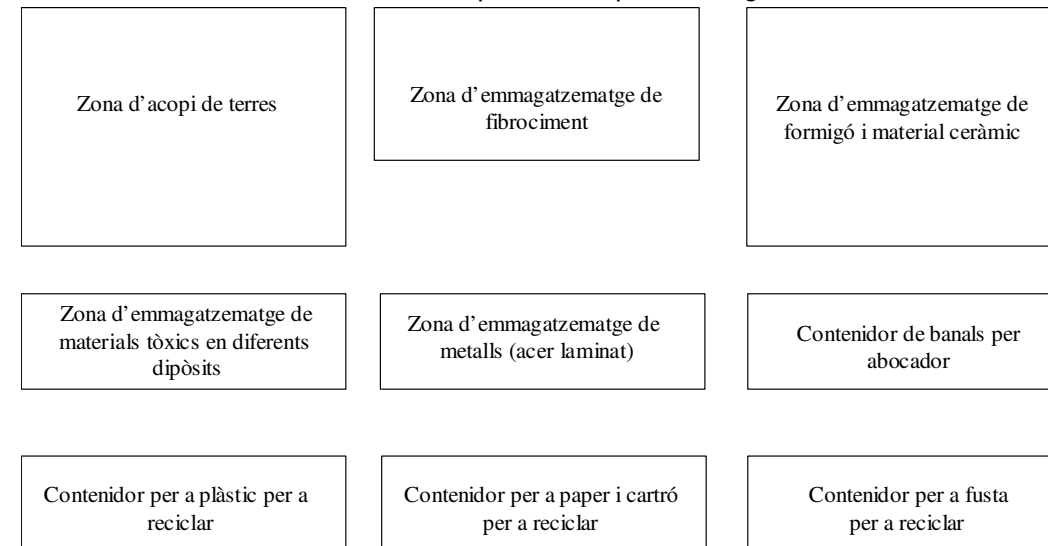 Zona d’acopi de terres
Zona d’emmagatzematge de
fibrociment
Zona d’emmagatzematge de
formigó i material ceràmic
Zona d’emmagatzematge de
materials tòxics en diferents
dipòsits
Zona d’emmagatzematge de
metalls (acer laminat)
Contenidor de banals per
abocador
Contenidor per a plàstic per a
reciclar
Contenidor per a paper i cartró
per a reciclar
Contenidor per a fusta
per a reciclar